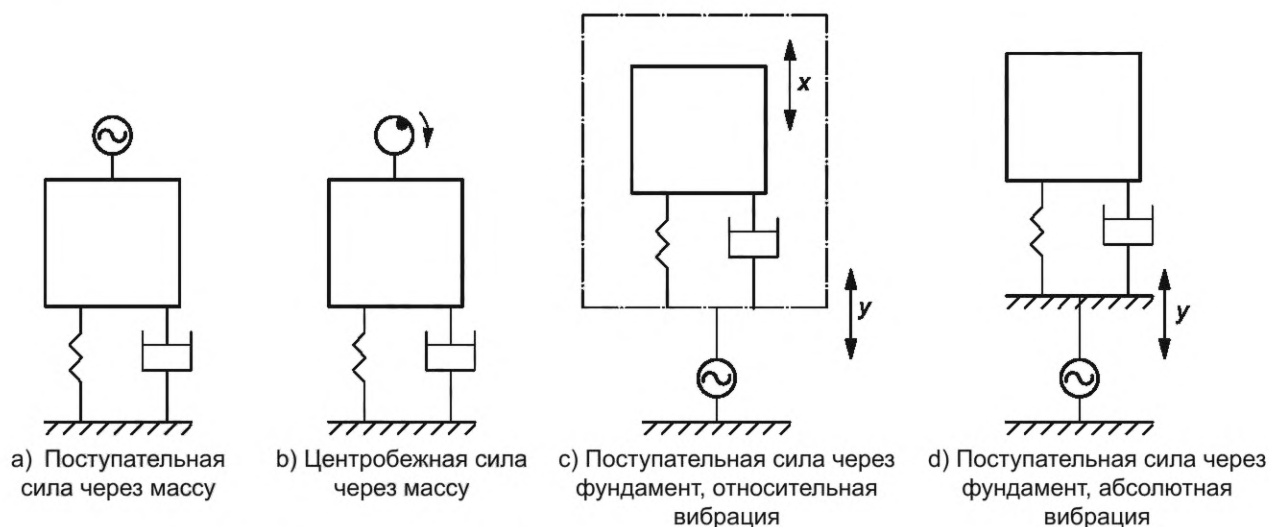 x
y
y
a) Поступательная
сила через массу
b) Центробежная сила
через массу
c) Поступательная сила через
фундамент, относительная
вибрация
d) Поступательная сила через
фундамент, абсолютная
вибрация